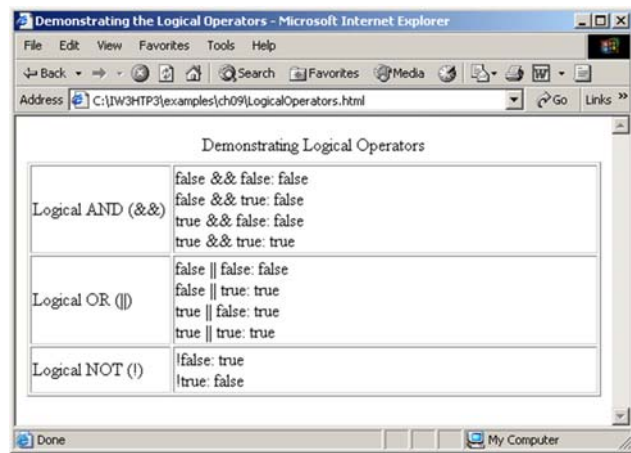 Demonstrating the Logical Operators - Microsoft Internet Explorer
File Edit View Favorites Tools Help
Back Search Favorites Media
Address C:\IW3HTP3\examples\ch09\LogicalOperators.html Go Links »
Demonstrating Logical Operators
Logical AND (&&)
false && false: false
false && true: false
true && false: false
true && true: true
Logical OR (||)
false || false: false
false || true: true
true || false: true
true || true: true
Logical NOT (!)
!false: true
!true: false
Done My Computer